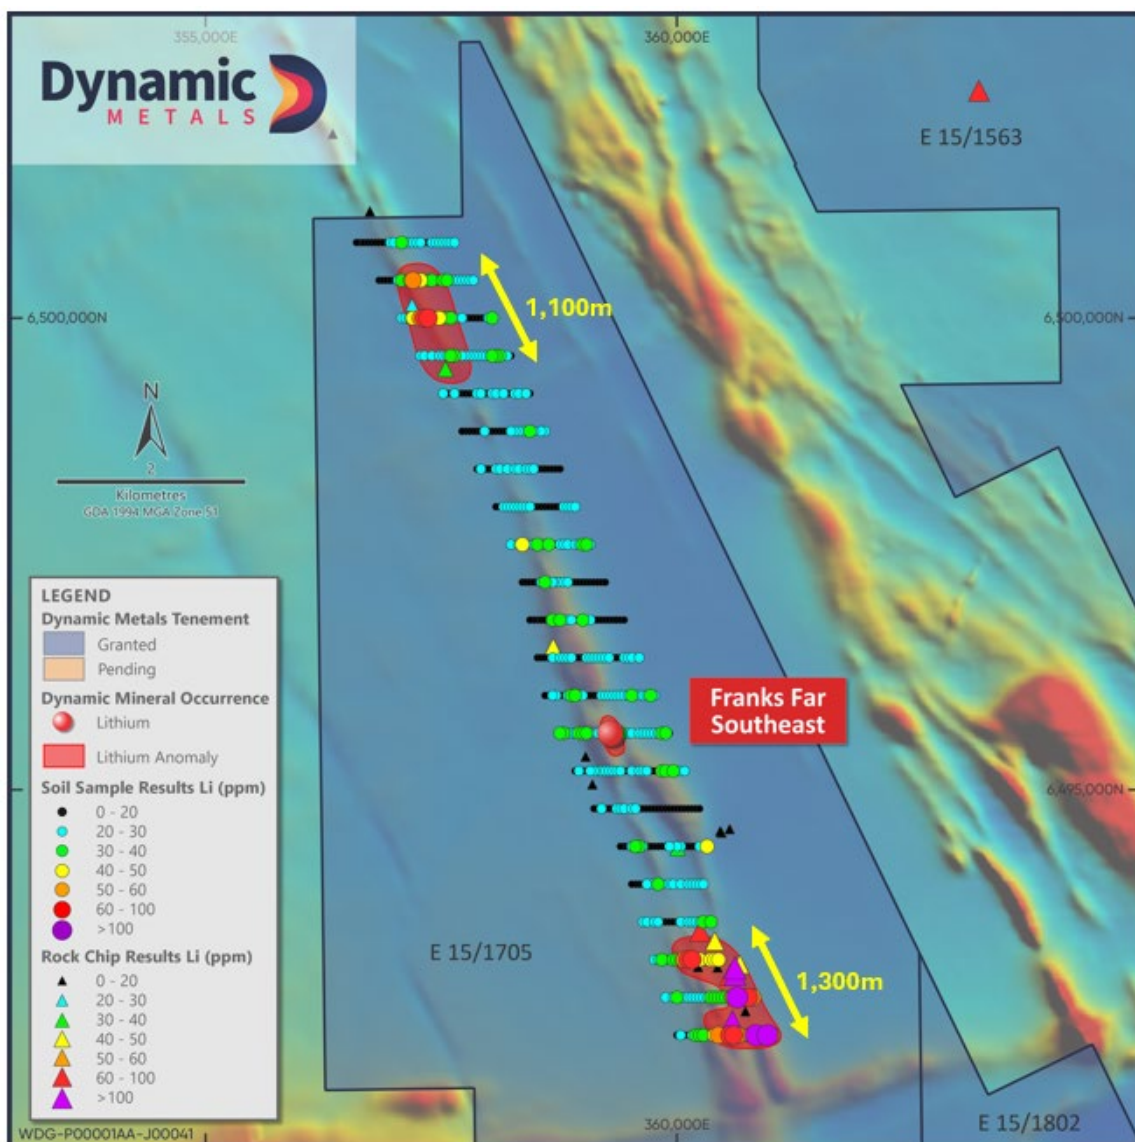 355,000E
360,000E
Dynamic
METALS
E 15/1563
1,100m
6,500,000N
6,500,000N
N
2
Kilometres
GDA 1994 MGA Zone 51
Franks Far
Southeast
6,495,000N
LEGEND
Dynamic Metals Tenement
Granted
Pending
Dynamic Mineral Occurrence
Lithium
Lithium Anomaly
Soil Sample Results Li (ppm)
0 - 20
20 - 30
30 - 40
40 - 50
50 - 60
60 - 100
>100
Rock Chip Results Li (ppm)
0 - 20
20 - 30
30 - 40
40 - 50
50 - 60
60 - 100
>100
E 15/1705
1,300m
360,000E
E 15/1802
WDG-P00001AA-J00041